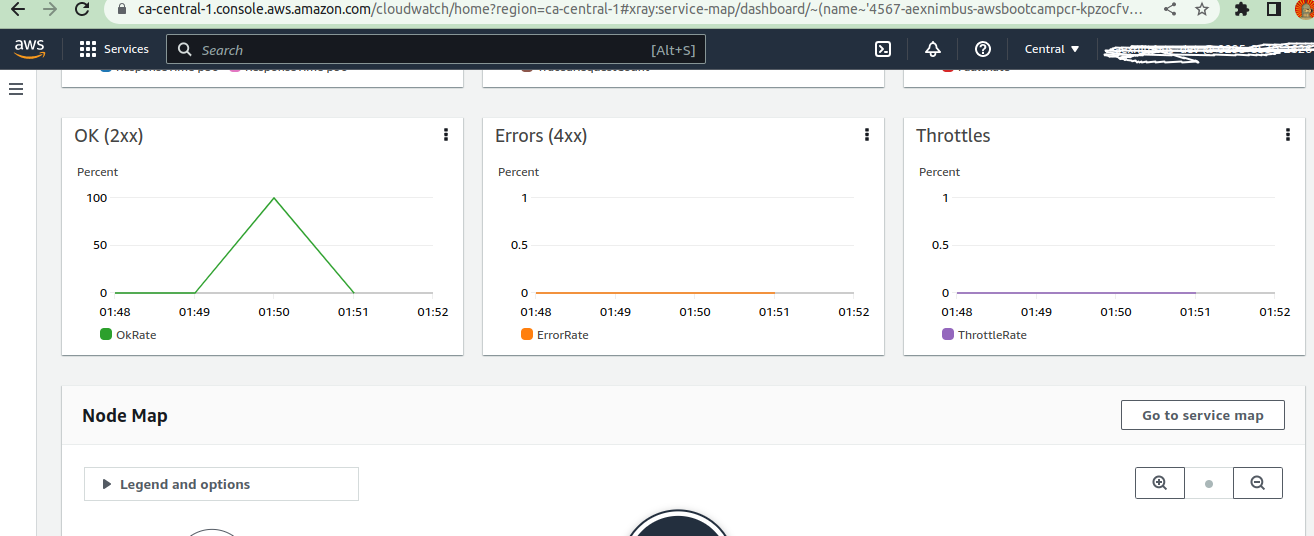 ca-central-1.console.aws.amazon.com/cloudwatch/home?region=ca-central-1#xray:service-map/dashboard/~(name~'4567-aexnimbus-awsbootcampcr-kpzocfv...
aws Services Search [Alt+S] Central
OK (2xx) Errors (4xx) Throttles
Percent Percent Percent
100 1 1
50 0.5 0.5
0 0 0
01:48 01:49 01:50 01:51 01:52 01:48 01:49 01:50 01:51 01:52 01:48 01:49 01:50 01:51 01:52
OkRate ErrorRate ThrottleRate
Node Map Go to service map
Legend and options